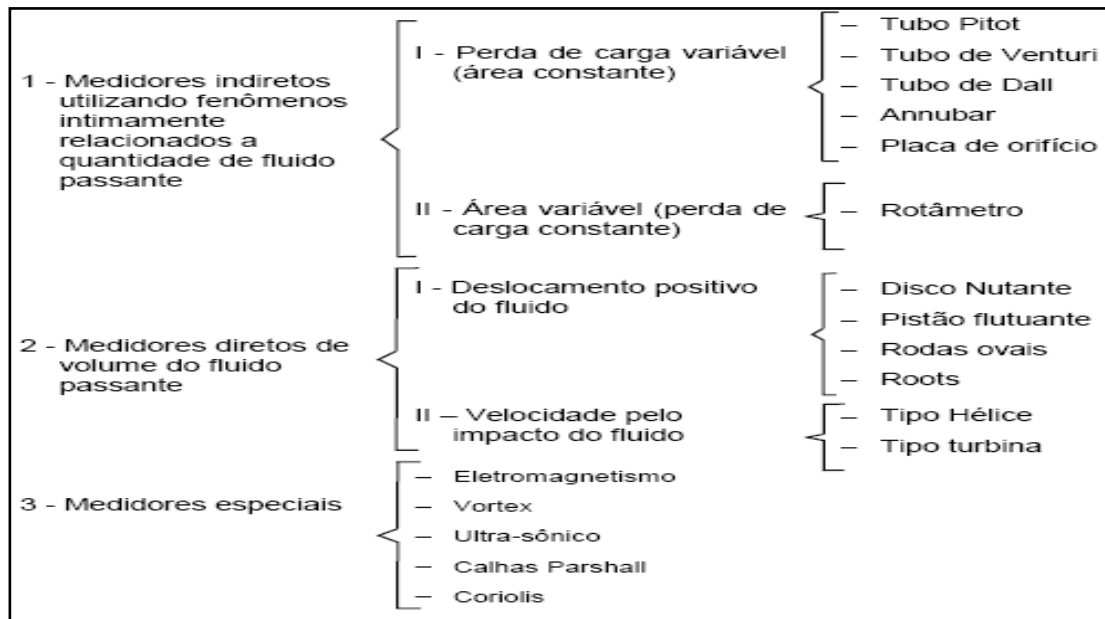 1 - Medidores indiretos
utilizando fenômenos
intimamente
relacionados a
quantidade de fluido
passante
I - Perda de carga variável
(área constante)
– Tubo Pitot
– Tubo de Venturi
– Tubo de Dall
– Annubar
– Placa de orifício
II - Área variável (perda de
carga constante)
– Rotâmetro
2 - Medidores diretos de
volume do fluido
passante
I - Deslocamento positivo
do fluido
– Disco Nutante
– Pistão flutuante
– Rodas ovais
– Roots
II – Velocidade pelo
impacto do fluido
– Tipo Hélice
– Tipo turbina
3 - Medidores especiais
– Eletromagnetismo
– Vortex
– Ultra-sônico
– Calhas Parshall
– Coriolis